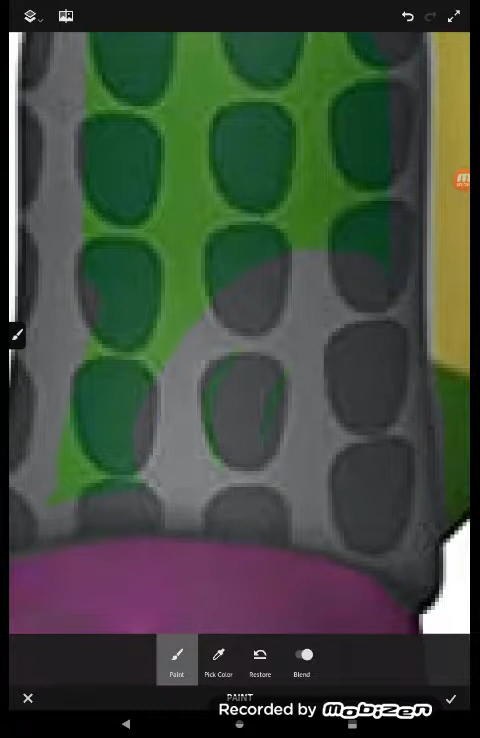 Paint
Pick Color
Restore
Blend
PAINT
Recorded by Mobizen